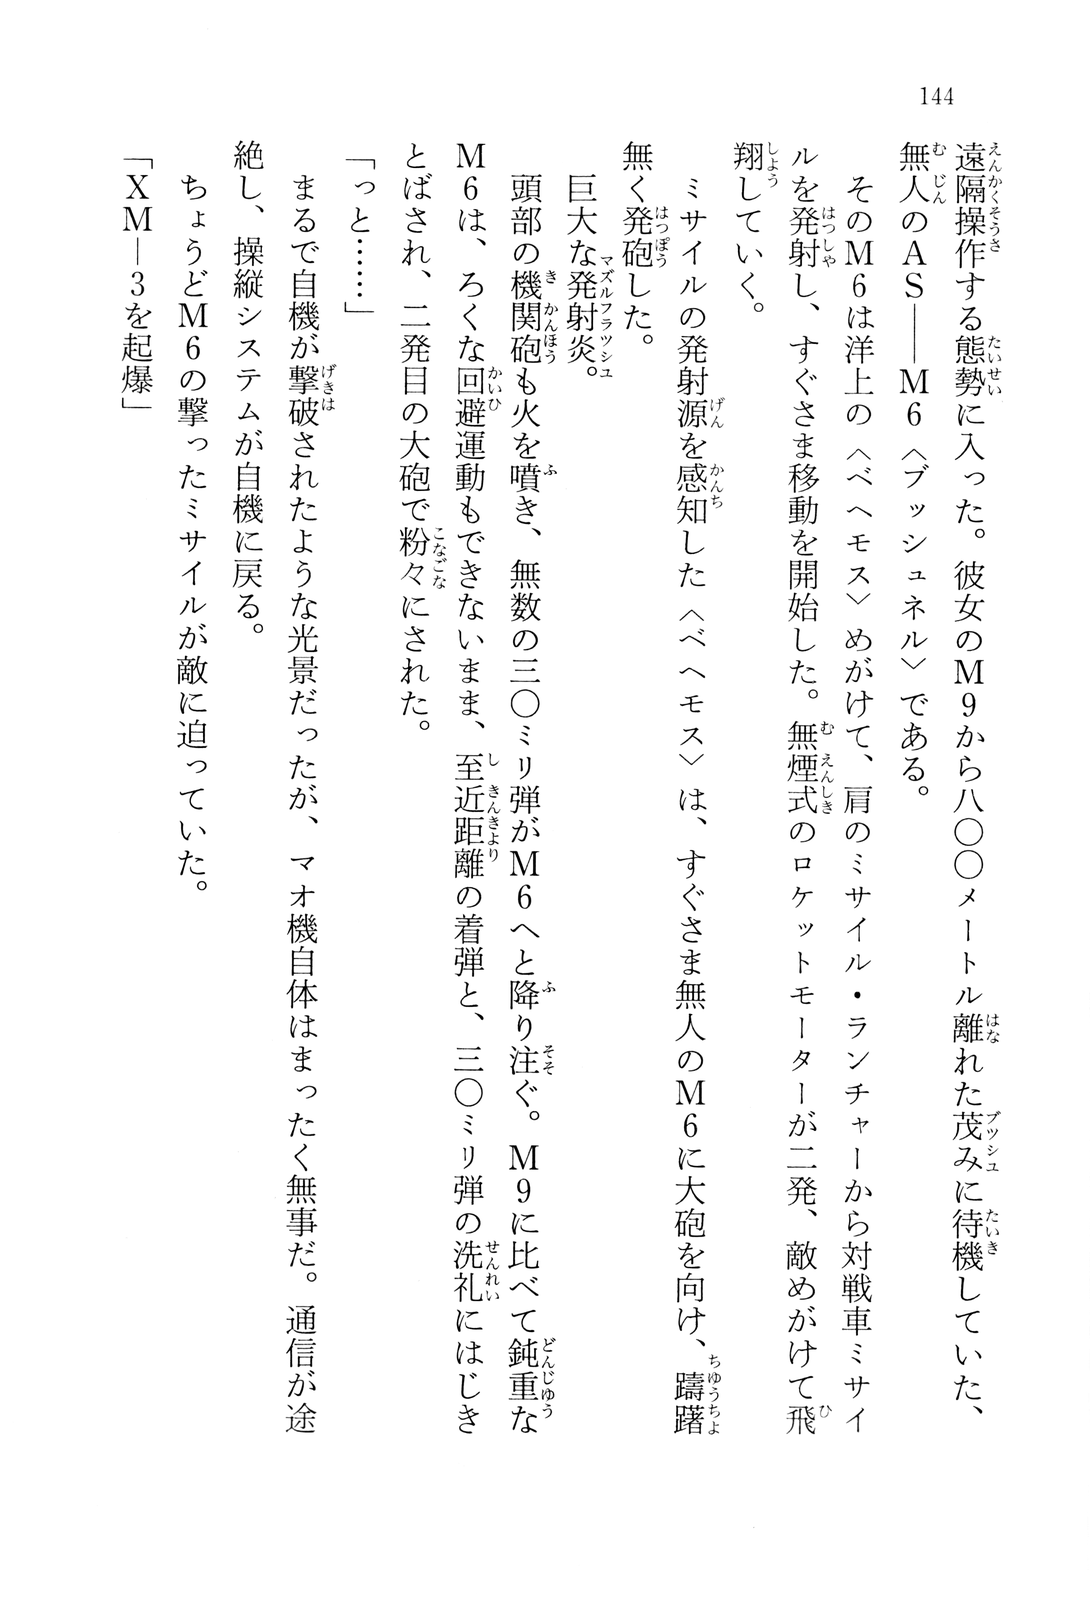 144
遠隔操作する態勢に入った。彼女のＭ９から八〇〇メートル離れた茂みに待機していた、
無人のＡＳ――Ｍ６〈ブッシュネル〉である。
　そのＭ６は洋上の〈ベヘモス〉めがけて、肩のミサイル・ランチャーから対戦車ミサイ
ルを発射し、すぐさま移動を開始した。無煙式のロケットモーターが二発、敵めがけて飛
翔していく。
　ミサイルの発射源を感知した〈ベヘモス〉は、すぐさま無人のＭ６に大砲を向け、躊躇
無く発砲した。
　巨大な発射炎。
　頭部の機関砲も火を噴き、無数の三〇ミリ弾がＭ６へと降り注ぐ。Ｍ９に比べて鈍重な
Ｍ６は、ろくな回避運動もできないまま、至近距離の着弾と、三〇ミリ弾の洗礼にはじき
とばされ、二発目の大砲で粉々にされた。
「っと……」
　まるで自機が撃破されたような光景だったが、マオ機自体はまったく無事だ。通信が途
絶し、操縦システムが自機に戻る。
　ちょうどＭ６の撃ったミサイルが敵に迫っていた。
「ＸＭ―３を起爆」